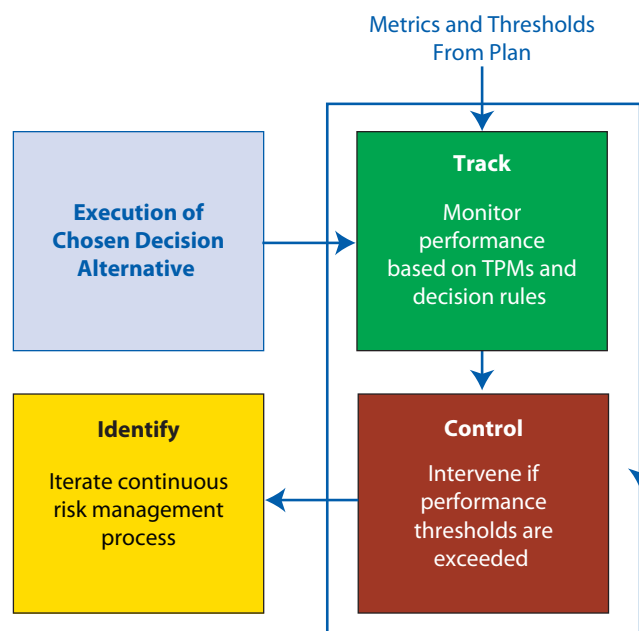 Metrics and Thresholds
From Plan
Execution of
Chosen Decision
Alternative
Track
Monitor
performance
based on TPMs and
decision rules
Identify
Iterate continuous
risk management
process
Control
Intervene if
performance
thresholds are
exceeded